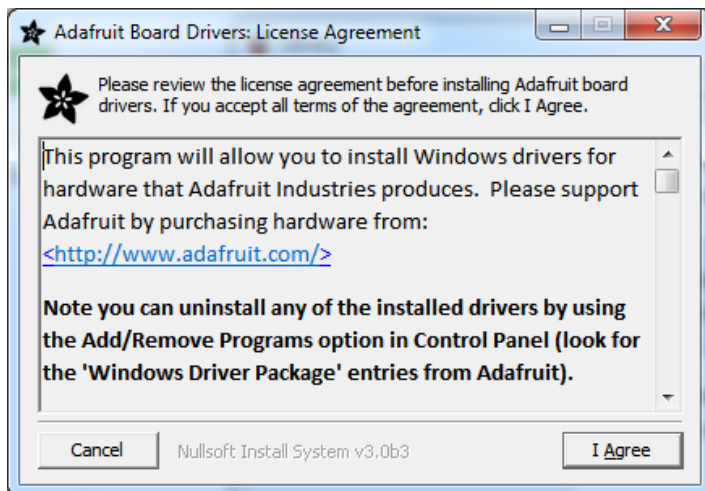 Adafruit Board Drivers: License Agreement
Please review the license agreement before installing Adafruit board
drivers. If you accept all terms of the agreement, click I Agree.
This program will allow you to install Windows drivers for
hardware that Adafruit Industries produces.  Please support
Adafruit by purchasing hardware from:
<http://www.adafruit.com/>
Note you can uninstall any of the installed drivers by using
the Add/Remove Programs option in Control Panel (look for
the 'Windows Driver Package' entries from Adafruit).
Cancel
Nullsoft Install System v3.0b3
I Agree